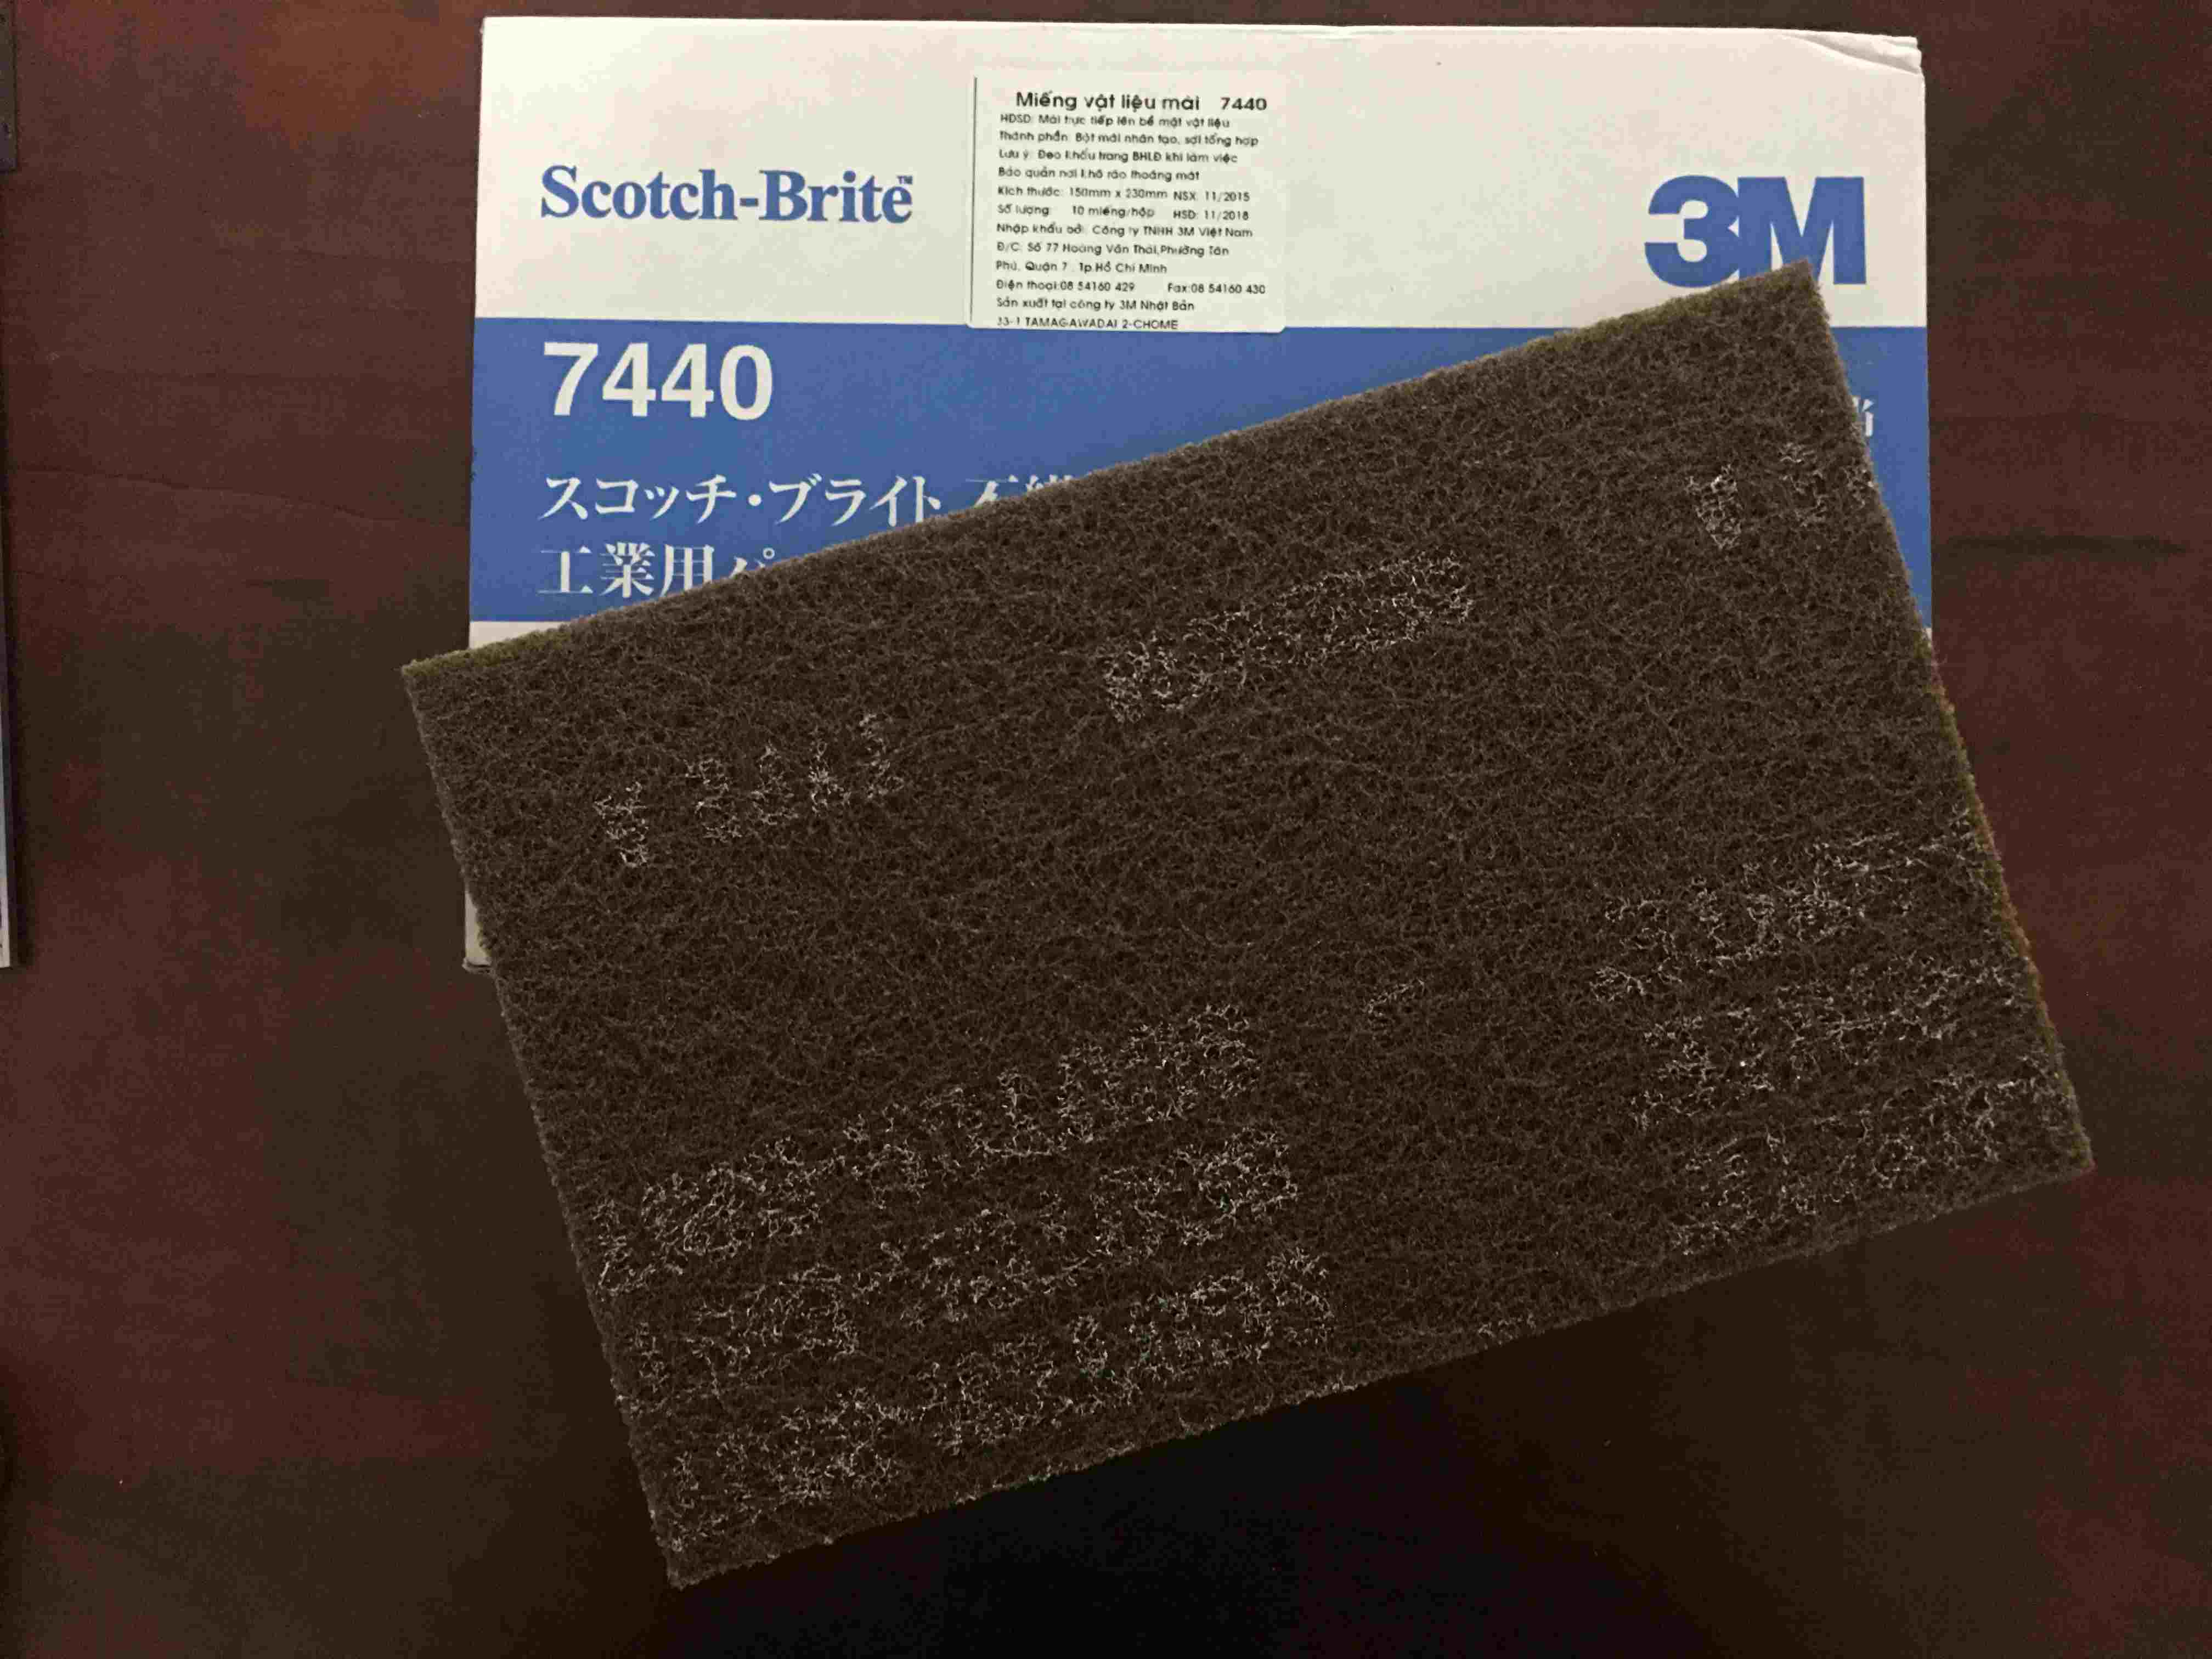 Scotch-Brite™
3M
Miếng vật liệu mài 7440
HDSD: Mài trực tiếp lên bề mặt vật liệu
Thành phần: Bột mài nhân tạo, sợi tổng hợp
Lưu ý: Đeo khẩu trang BHLĐ khi làm việc
Bảo quản nơi khô ráo thoáng mát
Kích thước: 150mm x 230mm NSX: 11/2015
Số lượng: 10 miếng/hộp HSD: 11/2018
Nhập khẩu bởi: Công ty TNHH 3M Việt Nam
Đ/C: Số 77 Hoàng Văn Thái,Phường Tân
Phú, Quận 7, Tp.Hồ Chí Minh
Điện thoại:08 54160 429 Fax:08 54160 430
Sản xuất tại công ty 3M Nhật Bản
33-1 TAMAGAWADAI 2-CHOME
7440
スコッチ・ブライト
工業用パ